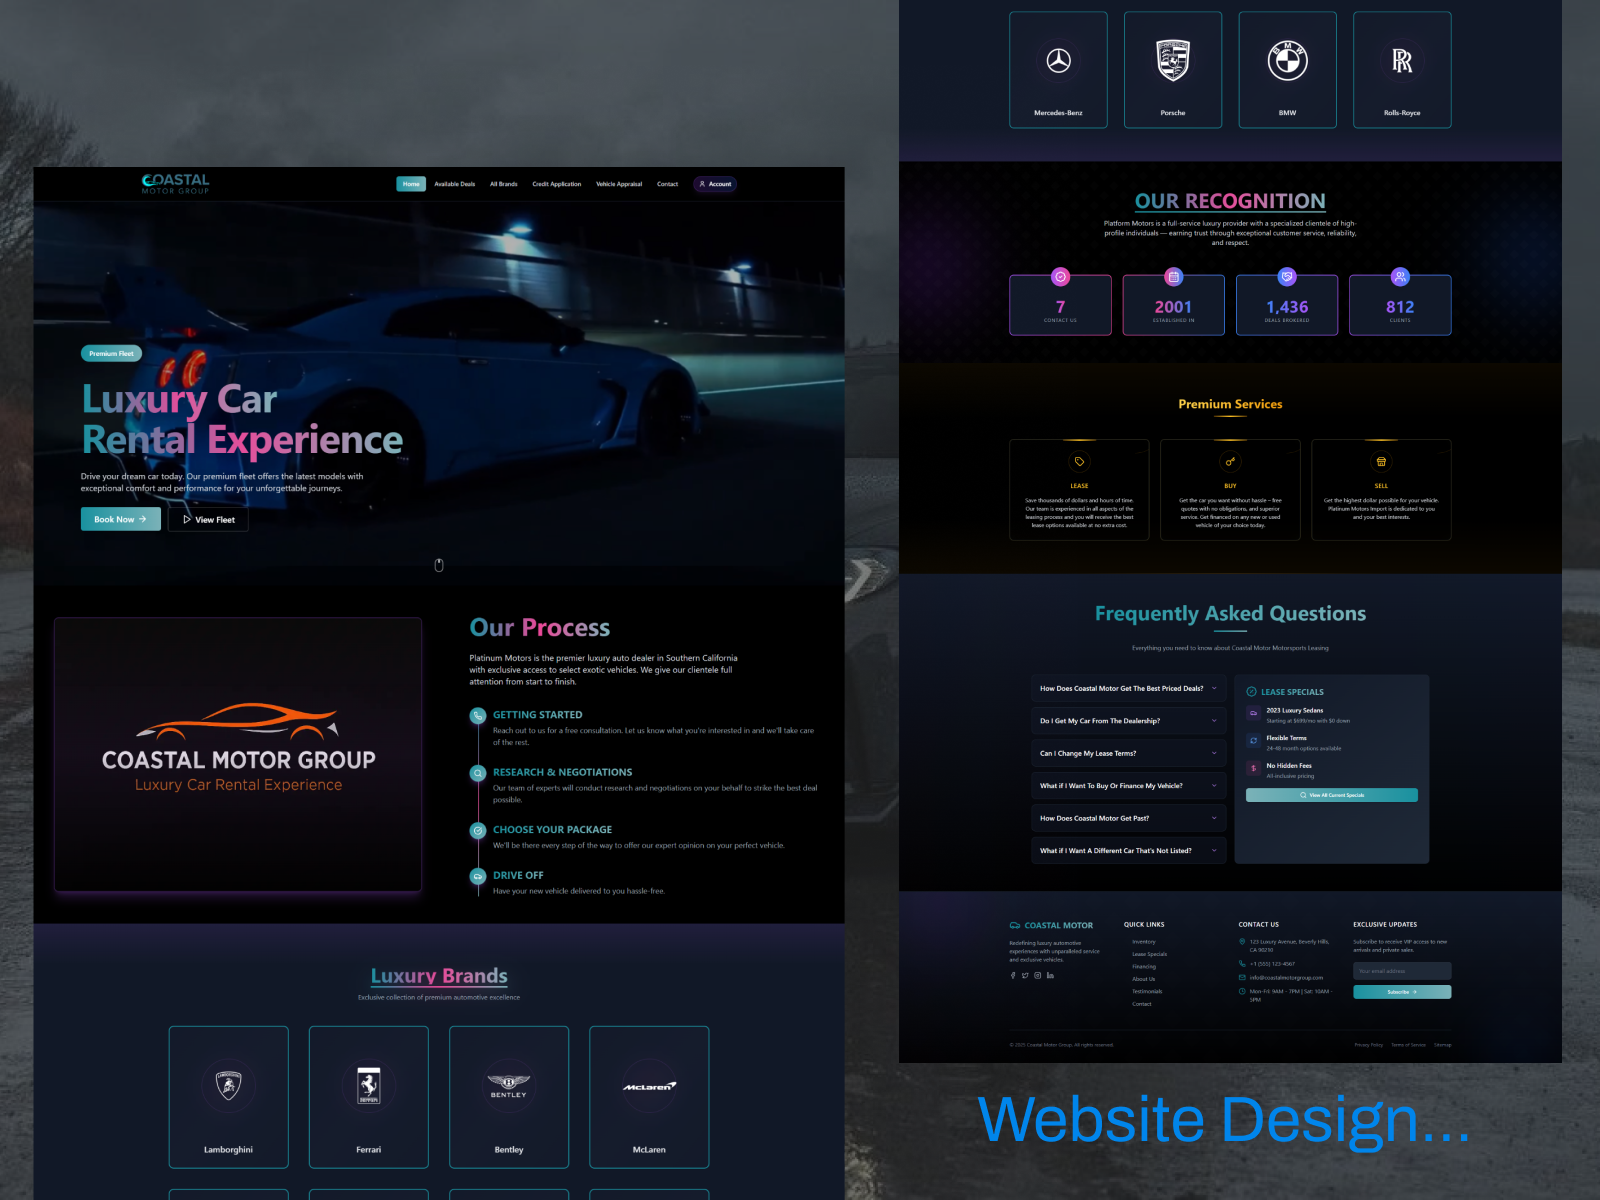 COASTAL
MOTOR GROUP
Home
Available Deals
All Brands
Credit Application
Vehicle Appraisal
Contact
Account
Premium Fleet
Luxury Car
Rental Experience
Drive your dream car today. Our premium fleet offers the latest models with
exceptional comfort and performance for your unforgettable journeys.
Book Now
View Fleet
COASTAL MOTOR GROUP
Luxury Car Rental Experience
Our Process
Platinum Motors is the premier luxury auto dealer in Southern California
with exclusive access to select exotic vehicles. We give our clientele full
attention from start to finish.
GETTING STARTED
Reach out to us for a free consultation. Let us know what you're interested in and we'll take care
of the rest.
RESEARCH & NEGOTIATIONS
Our team of experts will conduct research and negotiations on your behalf to strike the best deal
possible.
CHOOSE YOUR PACKAGE
We'll be there every step of the way to offer our expert opinion on your perfect vehicle.
DRIVE OFF
Have your new vehicle delivered to you hassle-free.
Luxury Brands
Exclusive collection of premium automotive excellence
Lamborghini
Ferrari
BENTLEY
Bentley
McLaren
McLaren
Mercedes-Benz
Porsche
BMW
BMW
Rolls-Royce
OUR RECOGNITION
Platform Motors is a full-service luxury provider with a specialized clientele of high-
profile individuals — earning trust through exceptional customer service, reliability,
and respect.
7
CONTACT US
2001
ESTABLISHED IN
1,436
DEALS BROKERED
812
CLIENTS
Premium Services
LEASE
Save thousands of dollars and hours of time.
Our team is experienced in all aspects of the
leasing process and you will receive the best
lease options available at no extra cost.
BUY
Get the car you want without hassle – free
quotes with no obligations, and superior
service. Get financed on any new or used
vehicle of your choice today.
SELL
Get the highest dollar possible for your vehicle.
Platinum Motors Import is dedicated to you
and your best interests.
Frequently Asked Questions
Everything you need to know about Coastal Motor Motorsports Leasing
How Does Coastal Motor Get The Best Priced Deals?
Do I Get My Car From The Dealership?
Can I Change My Lease Terms?
What if I Want To Buy Or Finance My Vehicle?
How Does Coastal Motor Get Past?
What if I Want A Different Car That's Not Listed?
LEASE SPECIALS
2023 Luxury Sedans
Starting at $699/mo with $0 down
Flexible Terms
24-48 month options available
No Hidden Fees
All-inclusive pricing
View All Current Specials
COASTAL MOTOR
Redefining luxury automotive
experiences with unparalleled service
and exclusive vehicles.
QUICK LINKS
Inventory
Lease Specials
Financing
About Us
Testimonials
Contact
CONTACT US
123 Luxury Avenue, Beverly Hills,
CA 90210
+1 (555) 123-4567
info@coastalmotorgroup.com
Mon-Fri: 9AM - 7PM | Sat: 10AM -
5PM
EXCLUSIVE UPDATES
Subscribe to receive VIP access to new
arrivals and private sales.
Your email address
Subscribe
© 2025 Coastal Motor Group. All rights reserved.
Privacy Policy
Terms of Service
Sitemap
Website Design...